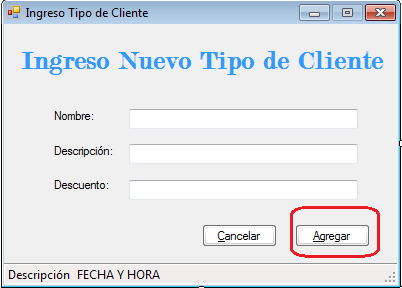 Ingreso Tipo de Cliente
Ingreso Nuevo Tipo de Cliente
Nombre:
Descripción:
Descuento:
Cancelar Agregar
Descripción FECHA Y HORA